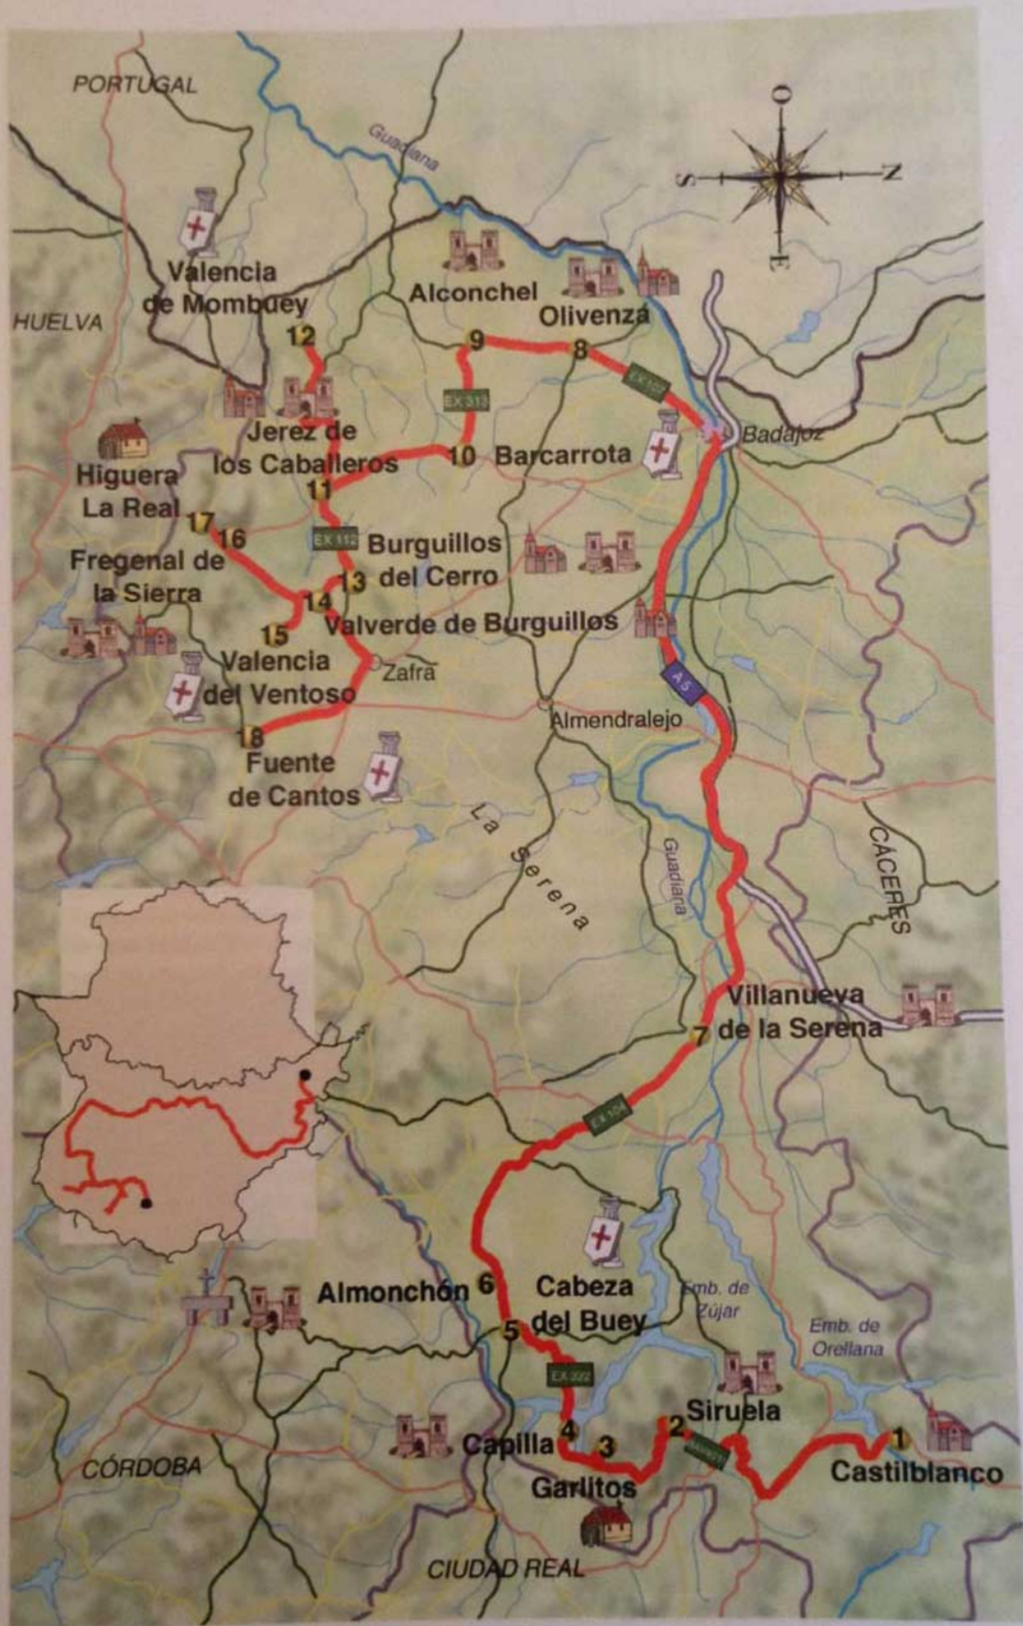 PORTUGAL
Guadiana
O
S
N
E
Valencia
de Mombuey
HUELVA
12
Alconchel
Olivenza
9
8
EX 107
EX 313
Jerez de
los Caballeros
10
Barcarrota
Badajoz
Higuera
La Real
11
17
16
EX 112
Burguillos
del Cerro
Fregenal de
la Sierra
13
14
15
Valverde de Burguillos
Valencia
del Ventoso
Zafra
A 5
Almendralejo
18
Fuente
de Cantos
La Serena
Guadiana
CÁCERES
Villanueva
de la Serena
7
EX 104
Almonchón
6
Cabeza
del Buey
5
Emb. de
Zújar
Emb. de
Orellana
EX 322
Siruela
2
1
Capilla
4
3
Castilblanco
Garlitos
CÓRDOBA
CIUDAD REAL